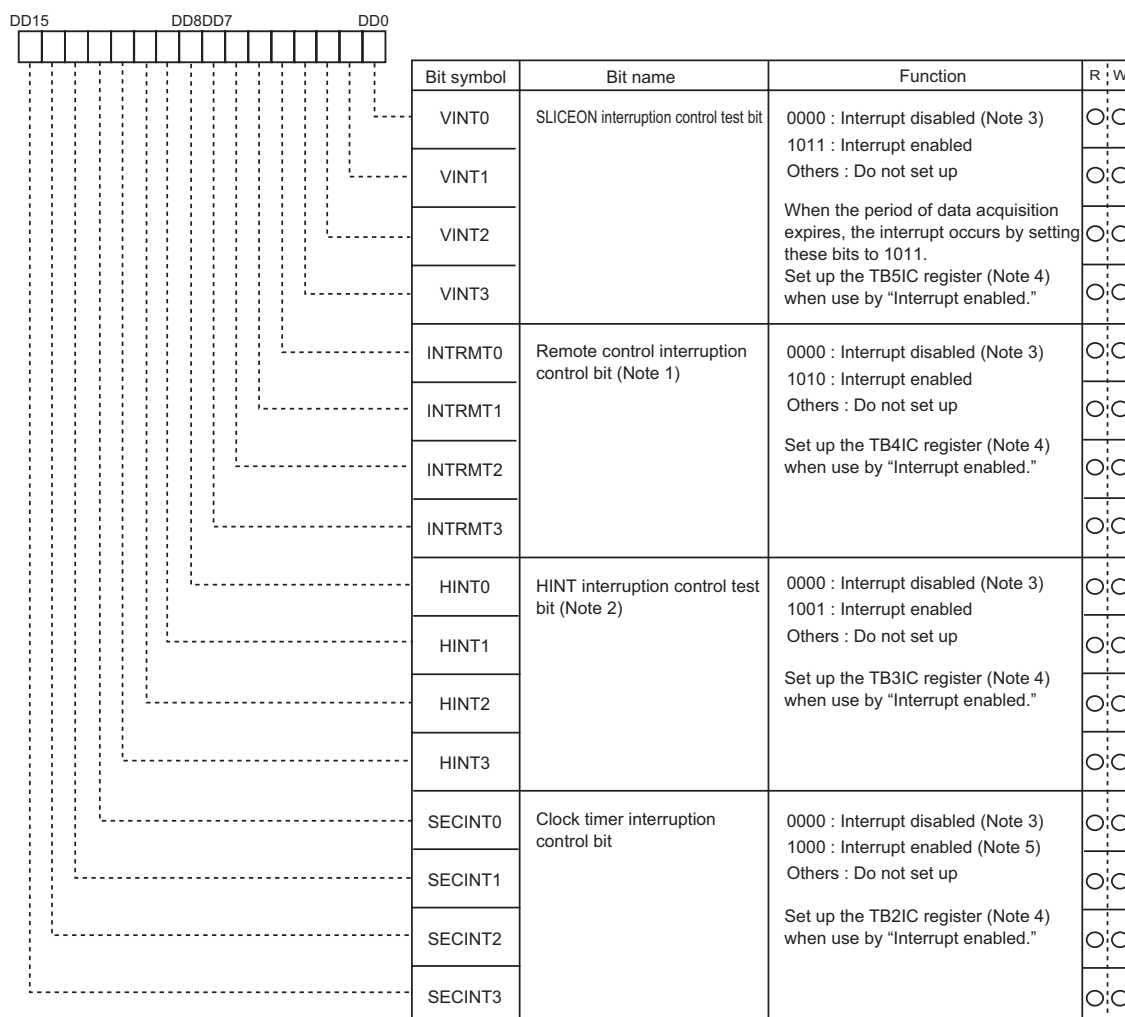 DD15 DD8DD7 DD0
Bit symbol Bit name Function R W
VINT0 SLICEON interruption control test bit 0000 : Interrupt disabled (Note 3)
1011 : Interrupt enabled
VINT1 Others : Do not set up
When the period of data acquisition
VINT2 expires, the interrupt occurs by setting
these bits to 1011.
VINT3 Set up the TB5IC register (Note 4)
when use by “Interrupt enabled.”
INTRMT0 Remote control interruption 0000 : Interrupt disabled (Note 3)
control bit (Note 1) 1010 : Interrupt enabled
INTRMT1 Others : Do not set up
Set up the TB4IC register (Note 4)
INTRMT2 when use by “Interrupt enabled.”
INTRMT3
HINT0 HINT interruption control test 0000 : Interrupt disabled (Note 3)
bit (Note 2) 1001 : Interrupt enabled
HINT1 Others : Do not set up
Set up the TB3IC register (Note 4)
HINT2 when use by “Interrupt enabled.”
HINT3
SECINT0 Clock timer interruption 0000 : Interrupt disabled (Note 3)
control bit 1000 : Interrupt enabled (Note 5)
SECINT1 Others : Do not set up
Set up the TB2IC register (Note 4)
SECINT2 when use by “Interrupt enabled.”
SECINT3